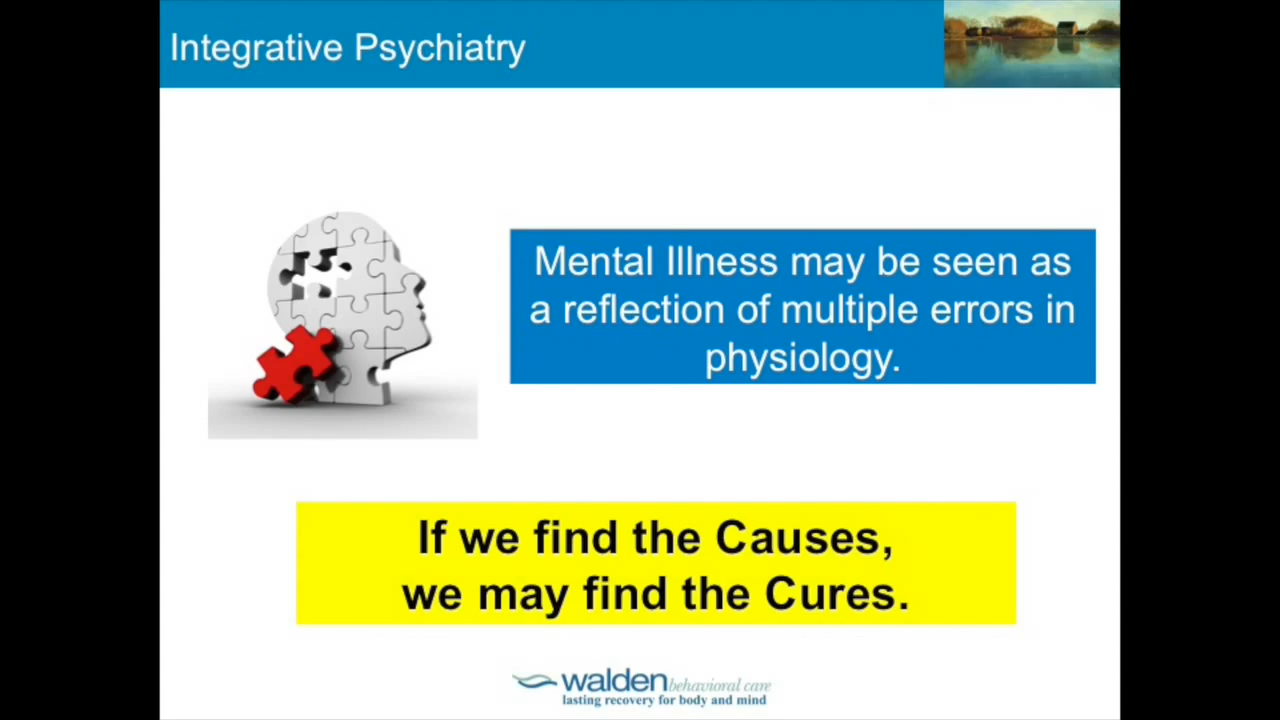 Integrative Psychiatry
Mental Illness may be seen as
a reflection of multiple errors in
physiology.
If we find the Causes,
we may find the Cures.
walden behavioral care
lasting recovery for body and mind